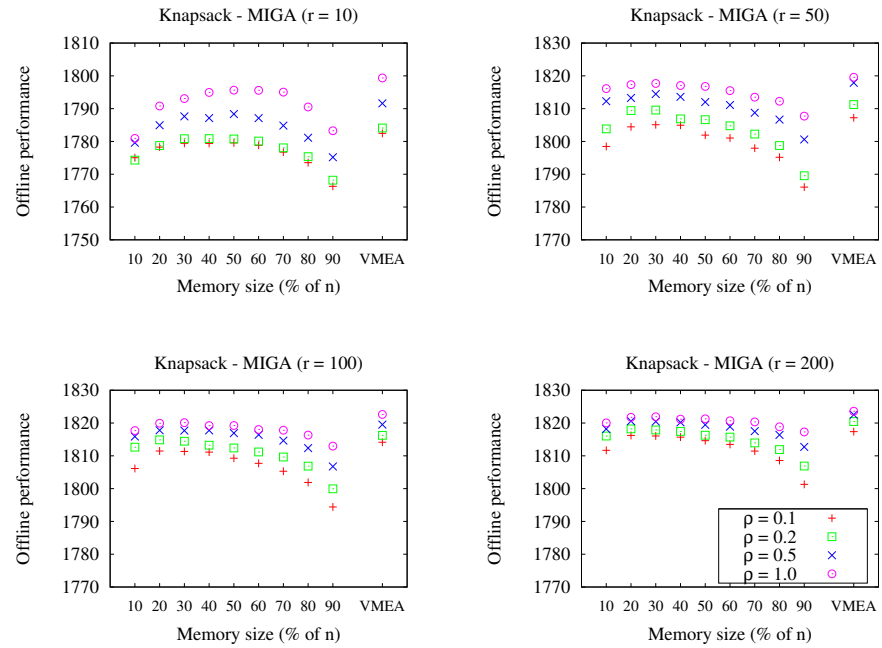 Knapsack - MIGA (r = 10)
Offline performance
1810
1800
1790
1780
1770
1760
1750
10 20 30 40 50 60 70 80 90 VMEA
Memory size (% of n)
Knapsack - MIGA (r = 50)
Offline performance
1830
1820
1810
1800
1790
1780
1770
10 20 30 40 50 60 70 80 90 VMEA
Memory size (% of n)
Knapsack - MIGA (r = 100)
Offline performance
1830
1820
1810
1800
1790
1780
1770
10 20 30 40 50 60 70 80 90 VMEA
Memory size (% of n)
Knapsack - MIGA (r = 200)
Offline performance
1830
1820
1810
1800
1790
1780
1770
ρ = 0.1
ρ = 0.2
ρ = 0.5
ρ = 1.0
10 20 30 40 50 60 70 80 90 VMEA
Memory size (% of n)